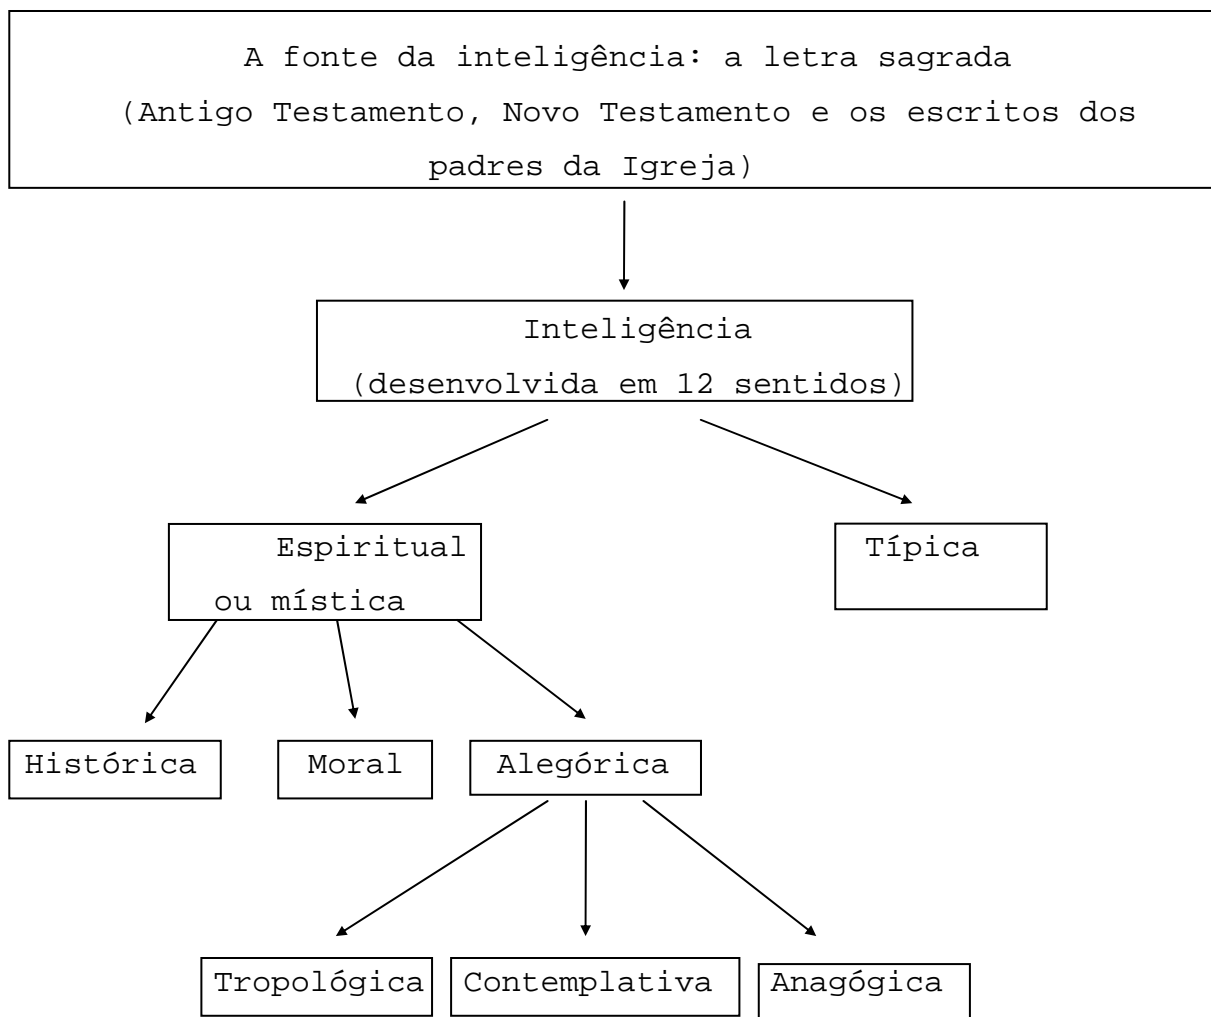 A fonte da inteligência: a letra sagrada
(Antigo Testamento, Novo Testamento e os escritos dos
padres da Igreja)
Inteligência
(desenvolvida em 12 sentidos)
Espiritual
ou mística
Típica
Histórica
Moral
Alegórica
Tropológica
Contemplativa
Anagógica